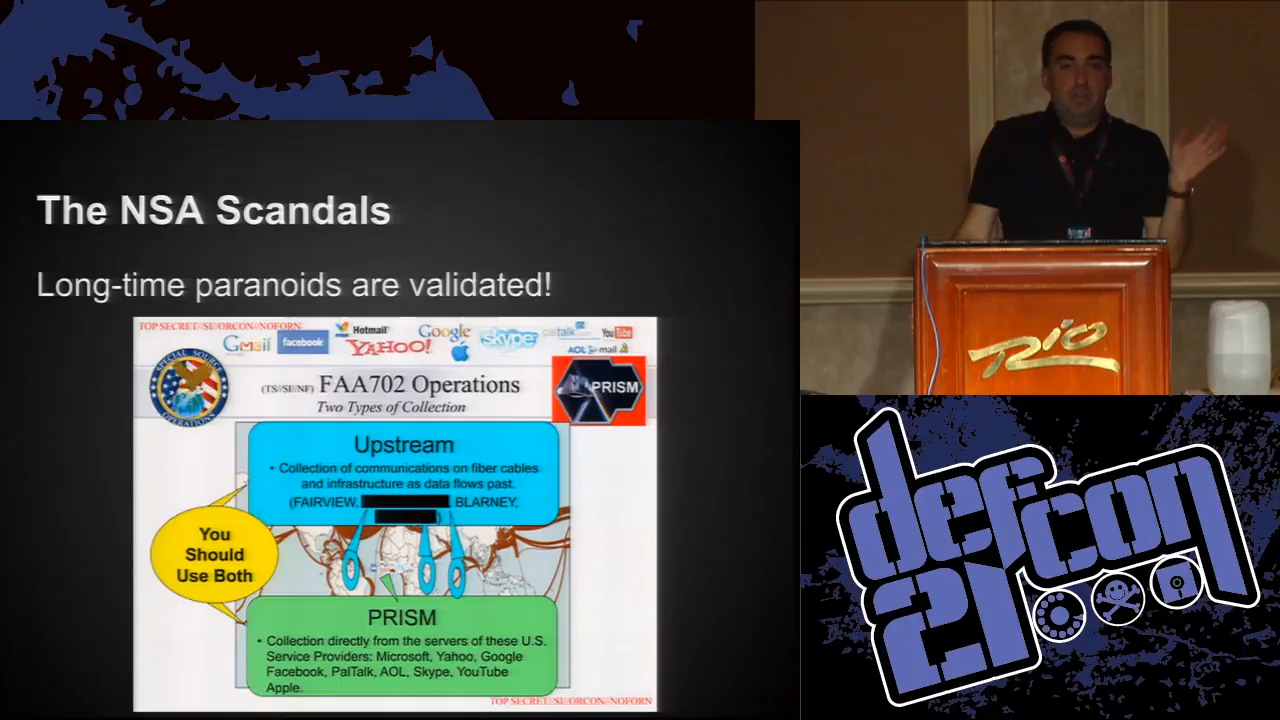 The NSA Scandals
Long-time paranoids are validated!
TOP SECRET//SI//ORCON//NOFORN
Gmail
facebook
Hotmail
YAHOO!
Google
skype
paltalk.com
YouTube
AOL mail
SPECIAL SOURCE
OPERATIONS
(TS//SI//NF) FAA702 Operations
Two Types of Collection
PRISM
Upstream
• Collection of communications on fiber cables
and infrastructure as data flows past.
(FAIRVIEW, BLARNEY,
)
You
Should
Use Both
PRISM
• Collection directly from the servers of these U.S.
Service Providers: Microsoft, Yahoo, Google
Facebook, PalTalk, AOL, Skype, YouTube
Apple.
TOP SECRET//SI//ORCON//NOFORN
Rio
defcon
21